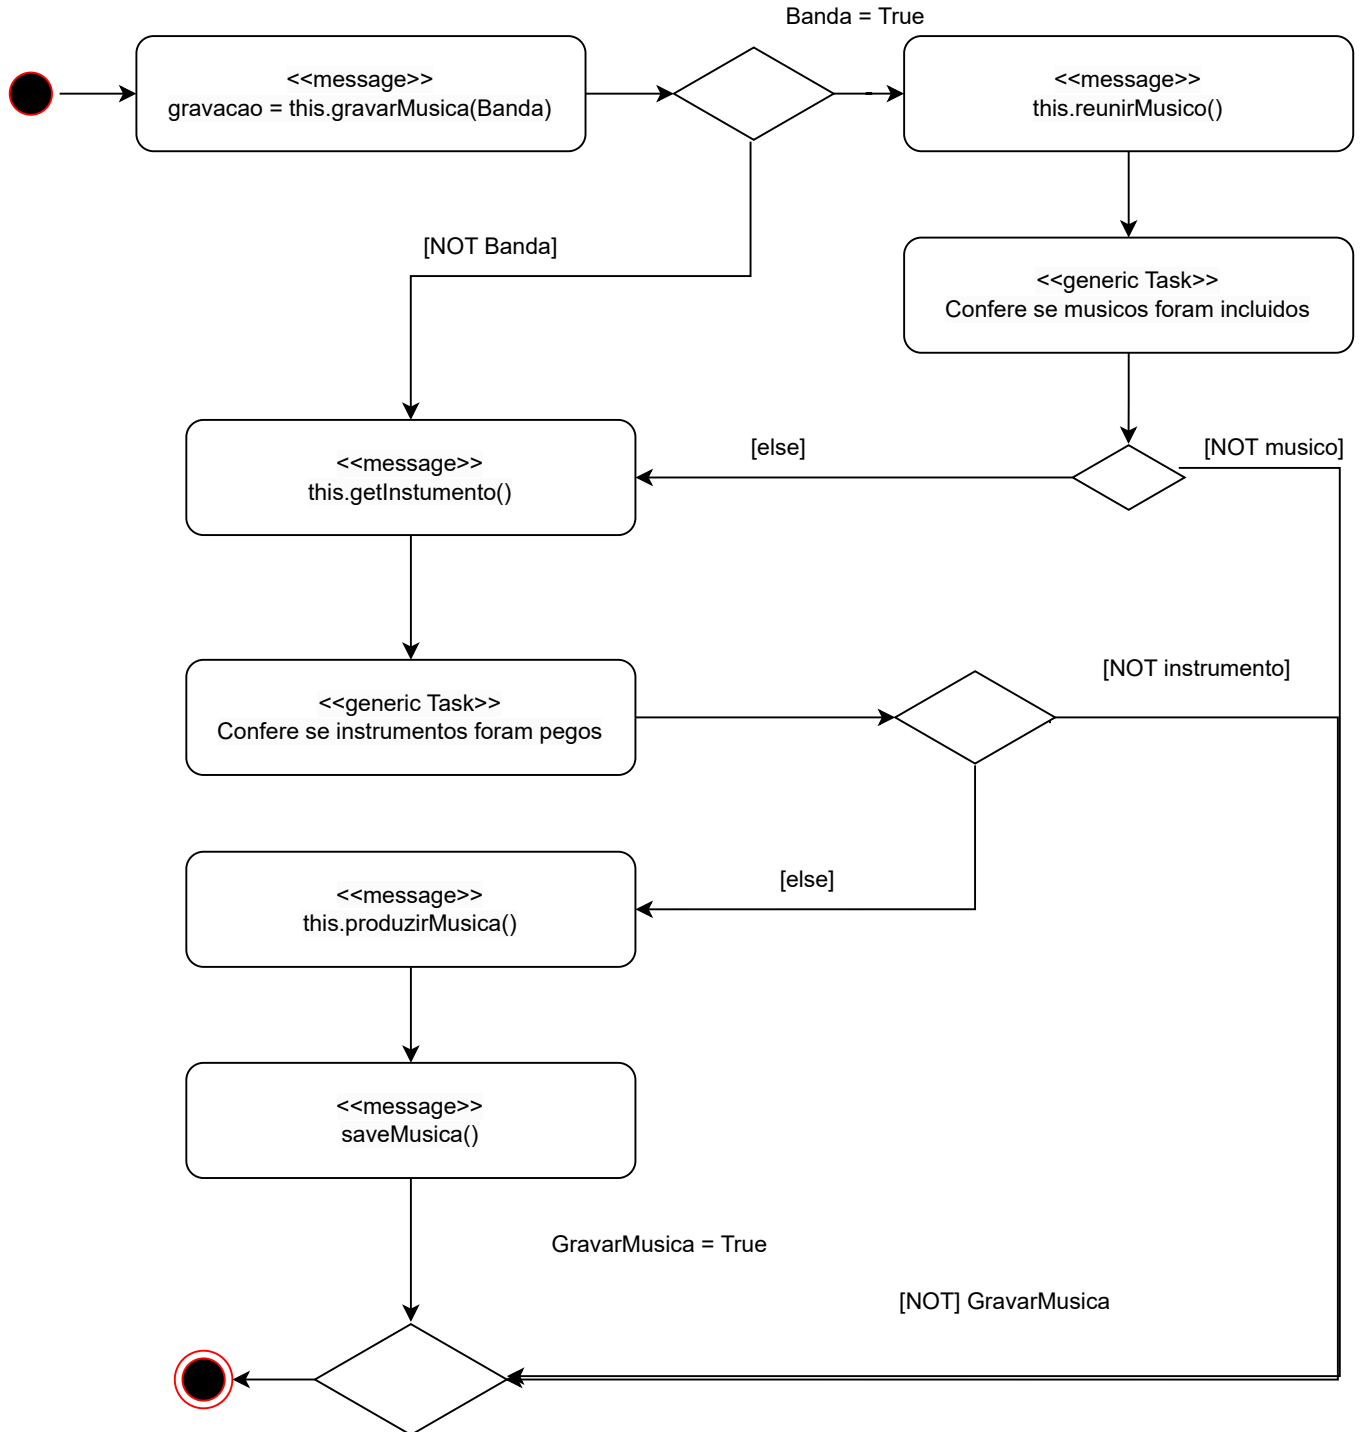 Banda = True
<<message>>
gravacao = this.gravarMusica(Banda)
<<message>>
this.reunirMusico()
[NOT Banda]
<<generic Task>>
Confere se musicos foram incluidos
<<message>>
this.getInstumento()
[else]
[NOT musico]
<<generic Task>>
Confere se instrumentos foram pegos
[NOT instrumento]
<<message>>
this.produzirMusica()
[else]
<<message>>
saveMusica()
GravarMusica = True
[NOT] GravarMusica